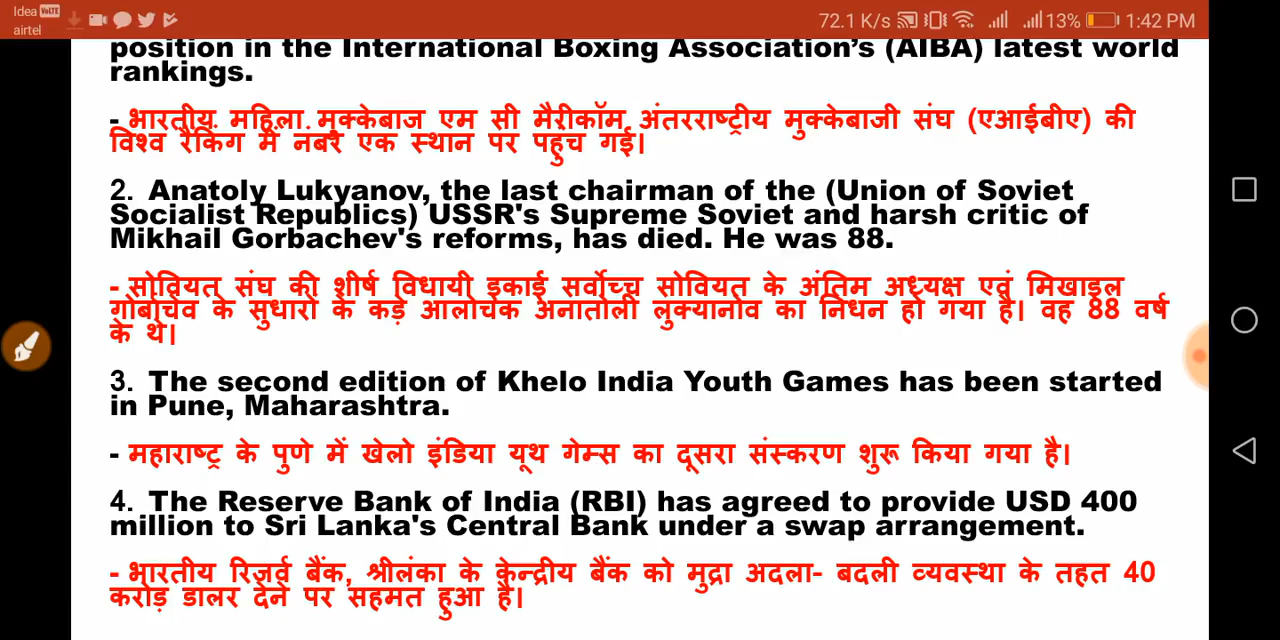 Idea VoLTE
airtel
72.1 K/s
13%
1:42 PM
position in the International Boxing Association’s (AIBA) latest world
rankings.
- भारतीय महिला मुक्केबाज एम सी मैरीकॉम अंतरराष्ट्रीय मुक्केबाजी संघ (एआईबीए) की
विश्व रैंकिंग में नंबर एक स्थान पर पहुच गई।
2. Anatoly Lukyanov, the last chairman of the (Union of Soviet
Socialist Republics) USSR's Supreme Soviet and harsh critic of
Mikhail Gorbachev's reforms, has died. He was 88.
- सोवियत संघ की शीर्ष विधायी इकाई सर्वोच्च सोवियत के अंतिम अध्यक्ष एवं मिखाइल
गोर्बाचेव के सुधारों के कड़े आलोचक अनातोली लुक्यानोव का निधन हो गया है। वह 88 वर्ष
के थे।
3. The second edition of Khelo India Youth Games has been started
in Pune, Maharashtra.
- महाराष्ट्र के पुणे में खेलो इंडिया यूथ गेम्स का दूसरा संस्करण शुरू किया गया है।
4. The Reserve Bank of India (RBI) has agreed to provide USD 400
million to Sri Lanka's Central Bank under a swap arrangement.
- भारतीय रिज़र्व बैंक, श्रीलंका के केन्द्रीय बैंक को मुद्रा अदला- बदली व्यवस्था के तहत 40
करोड़ डालर देने पर सहमत हुआ है।